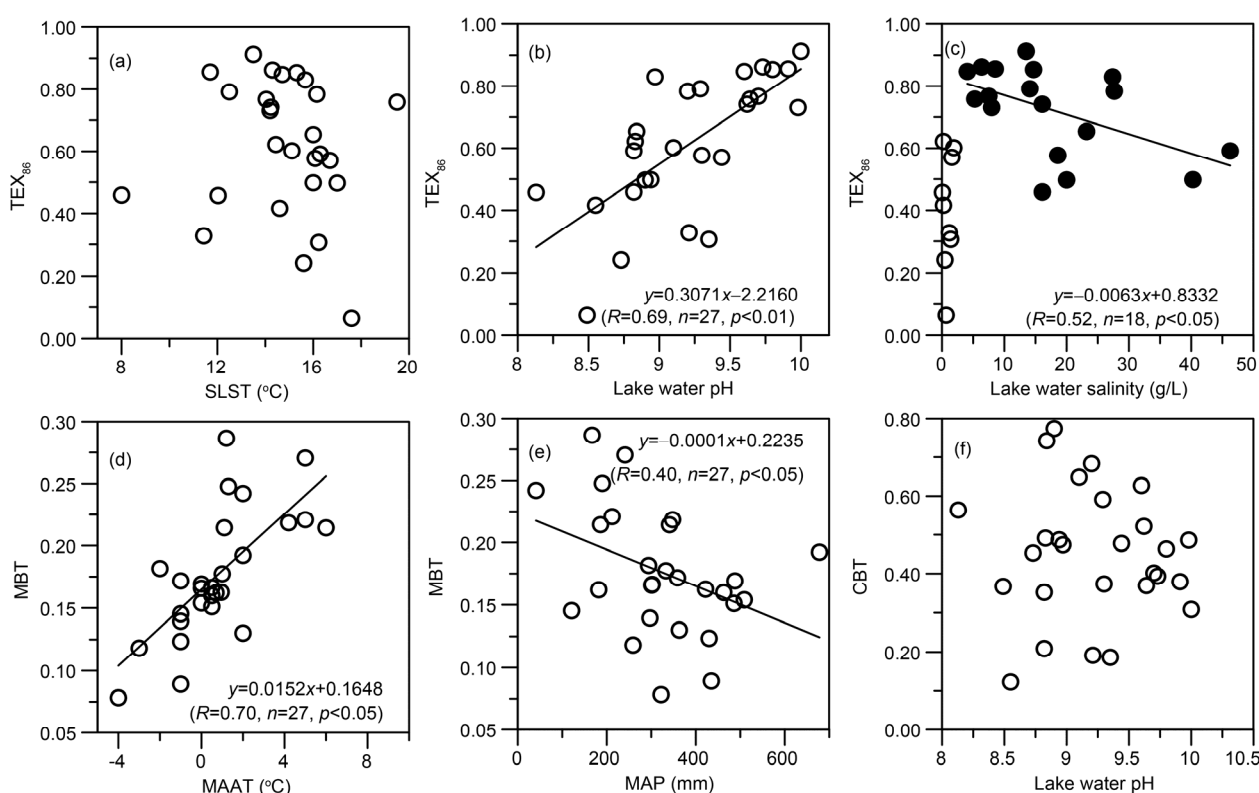 1.00
0.80
0.60
0.40
0.20
0.00
TEX86
(a)
8
12
16
20
SLST (°C)
1.00
0.80
0.60
0.40
0.20
0.00
TEX86
(b)
y=0.3071x−2.2160
(R=0.69, n=27, p<0.01)
8
8.5
9
9.5
10
Lake water pH
1.00
0.80
0.60
0.40
0.20
0.00
TEX86
(c)
y=−0.0063x+0.8332
(R=0.52, n=18, p<0.05)
0
10
20
30
40
50
Lake water salinity (g/L)
0.30
0.25
0.20
0.15
0.10
0.05
MBT
(d)
y=0.0152x+0.1648
(R=0.70, n=27, p<0.05)
-4
0
4
8
MAAT (°C)
0.30
0.25
0.20
0.15
0.10
0.05
MBT
(e)
y=−0.0001x+0.2235
(R=0.40, n=27, p<0.05)
0
200
400
600
MAP (mm)
0.80
0.60
0.40
0.20
0.00
CBT
(f)
8
8.5
9
9.5
10
10.5
Lake water pH